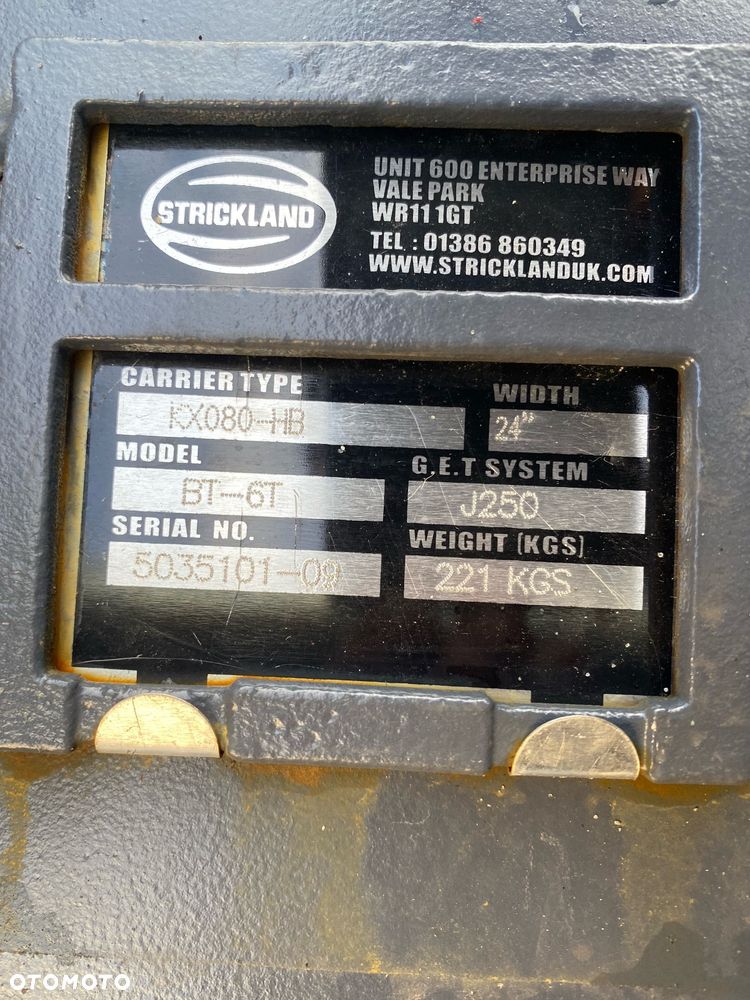 STRICKLAND
UNIT 600 ENTERPRISE WAY
VALE PARK
WR11 1GT
TEL : 01386 860349
WWW.STRICKLANDUK.COM
CARRIER TYPE
KX080-HB
WIDTH
24"
MODEL
BT-6T
G.E.T SYSTEM
J250
SERIAL NO.
5035101-09
WEIGHT (KGS)
221 KGS
OTOMOTO